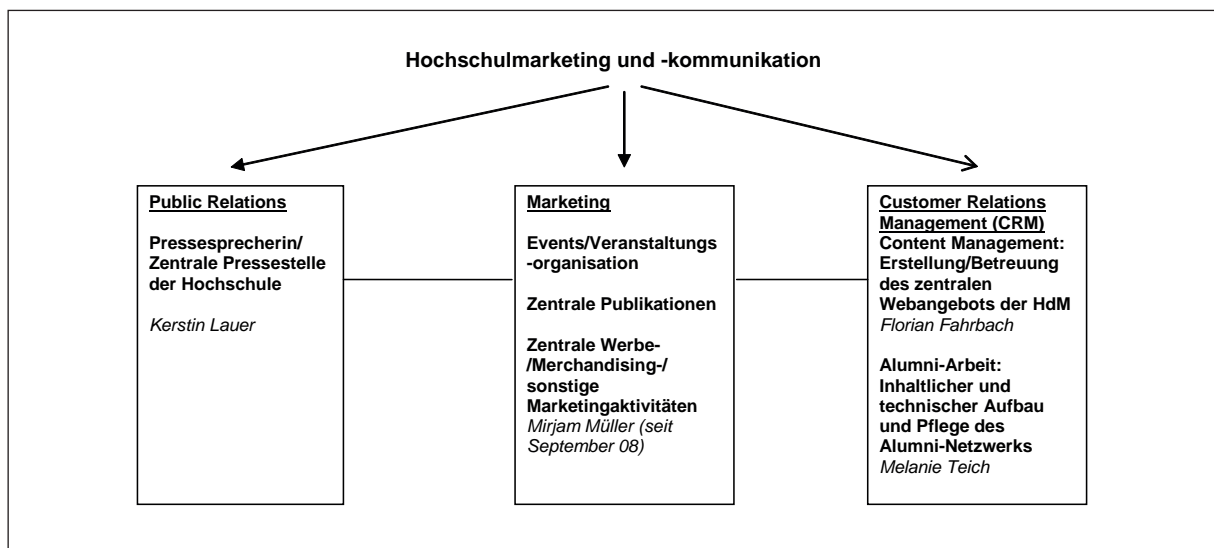 Hochschulmarketing und -kommunikation
Public Relations
Pressesprecherin/
Zentrale Pressestelle
der Hochschule
Kerstin Lauer
Marketing
Events/Veranstaltungs
-organisation
Zentrale Publikationen
Zentrale Werbe-
/Merchandising-/
sonstige
Marketingaktivitäten
Mirjam Müller (seit
September 08)
Customer Relations
Management (CRM)
Content Management:
Erstellung/Betreuung
des zentralen
Webangebots der HdM
Florian Fahrbach
Alumni-Arbeit:
Inhaltlicher und
technischer Aufbau
und Pflege des
Alumni-Netzwerks
Melanie Teich